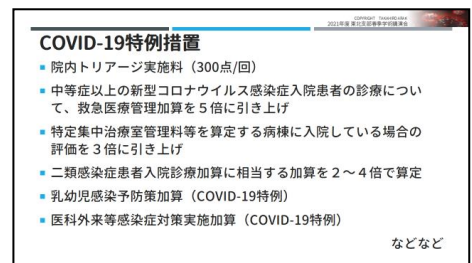 COPYRIGHT TAKAHIRO ARAK
2021年度 東北支部春季学術講演会
COVID-19特例措置
院内トリアージ実施料（300点/回）
中等症以上の新型コロナウイルス感染症入院患者の診療につい
て、救急医療管理加算を５倍に引き上げ
特定集中治療室管理料等を算定する病棟に入院している場合の
評価を３倍に引き上げ
二類感染症患者入院診療加算に相当する加算を２～４倍で算定
乳幼児感染予防策加算（COVID-19特例）
医科外来等感染症対策実施加算（COVID-19特例）
などなど